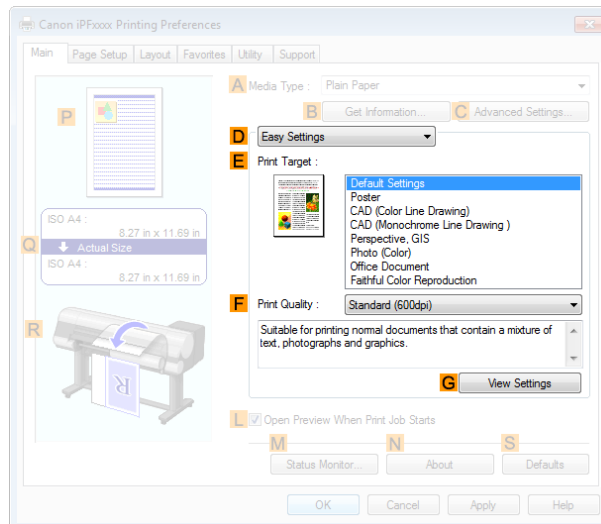 Canon iPFxxxx Printing Preferences
Main Page Setup Layout Favorites Utility Support
A Media Type : Plain Paper
B Get Information... C Advanced Settings...
P
D Easy Settings
E Print Target :
Default Settings
Poster
CAD (Color Line Drawing)
CAD (Monochrome Line Drawing )
Perspective, GIS
Photo (Color)
Office Document
Faithful Color Reproduction
ISO A4 :
8.27 in x 11.69 in
Q Actual Size
ISO A4 :
8.27 in x 11.69 in
F Print Quality : Standard (600dpi)
Suitable for printing normal documents that contain a mixture of
text, photographs and graphics.
R
R
G View Settings
L Open Preview When Print Job Starts
M N S
Status Monitor... About Defaults
OK Cancel Apply Help